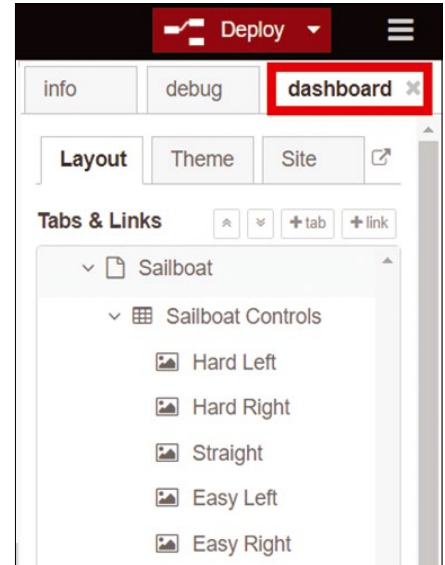 Deploy
info debug dashboard
Layout Theme Site
Tabs & Links +tab +link
Sailboat
Sailboat Controls
Hard Left
Hard Right
Straight
Easy Left
Easy Right